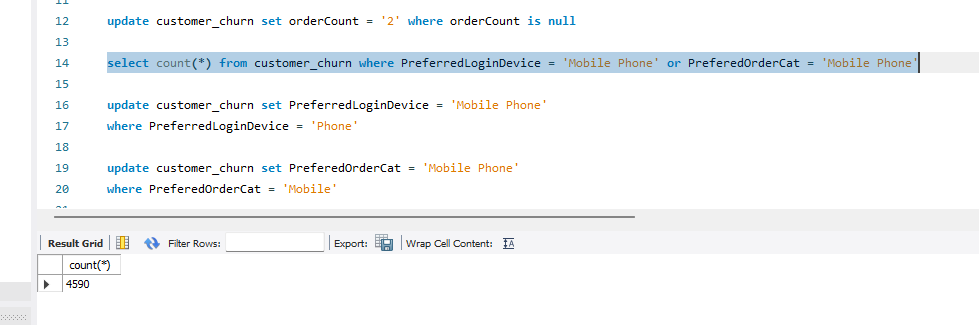 12 update customer_churn set orderCount = '2' where orderCount is null
13
14 select count(*) from customer_churn where PreferredLoginDevice = 'Mobile Phone' or PreferedOrderCat = 'Mobile Phone'
15
16 update customer_churn set PreferredLoginDevice = 'Mobile Phone'
17 where PreferredLoginDevice = 'Phone'
18
19 update customer_churn set PreferedOrderCat = 'Mobile Phone'
20 where PreferedOrderCat = 'Mobile'
Result Grid Filter Rows: Export: Wrap Cell Content: IA
count(*)
4590